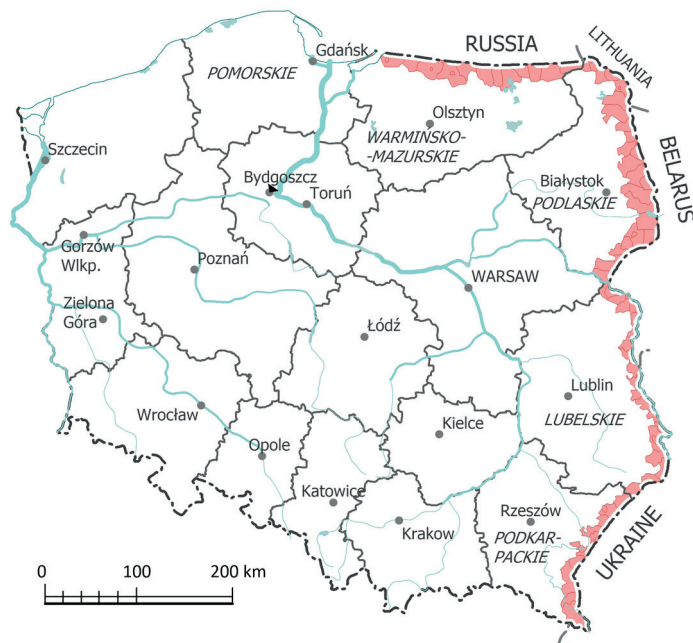 RUSSIA
LITHUANIA
Gdańsk
POMORSKIE
Olsztyn
WARMIŃSKO-
-MAZURSKIE
Szczecin
BELARUS
Bydgoszcz
Toruń
Białystok
PODLASKIE
Gorzów
Wlkp.
Poznań
WARSAW
Zielona
Góra
Łódź
Wrocław
Lublin
LUBELSKIE
Kielce
Opole
Katowice
Krakow
Rzeszów
PODKAR-
PACKIE
UKRAINE
0 100 200 km